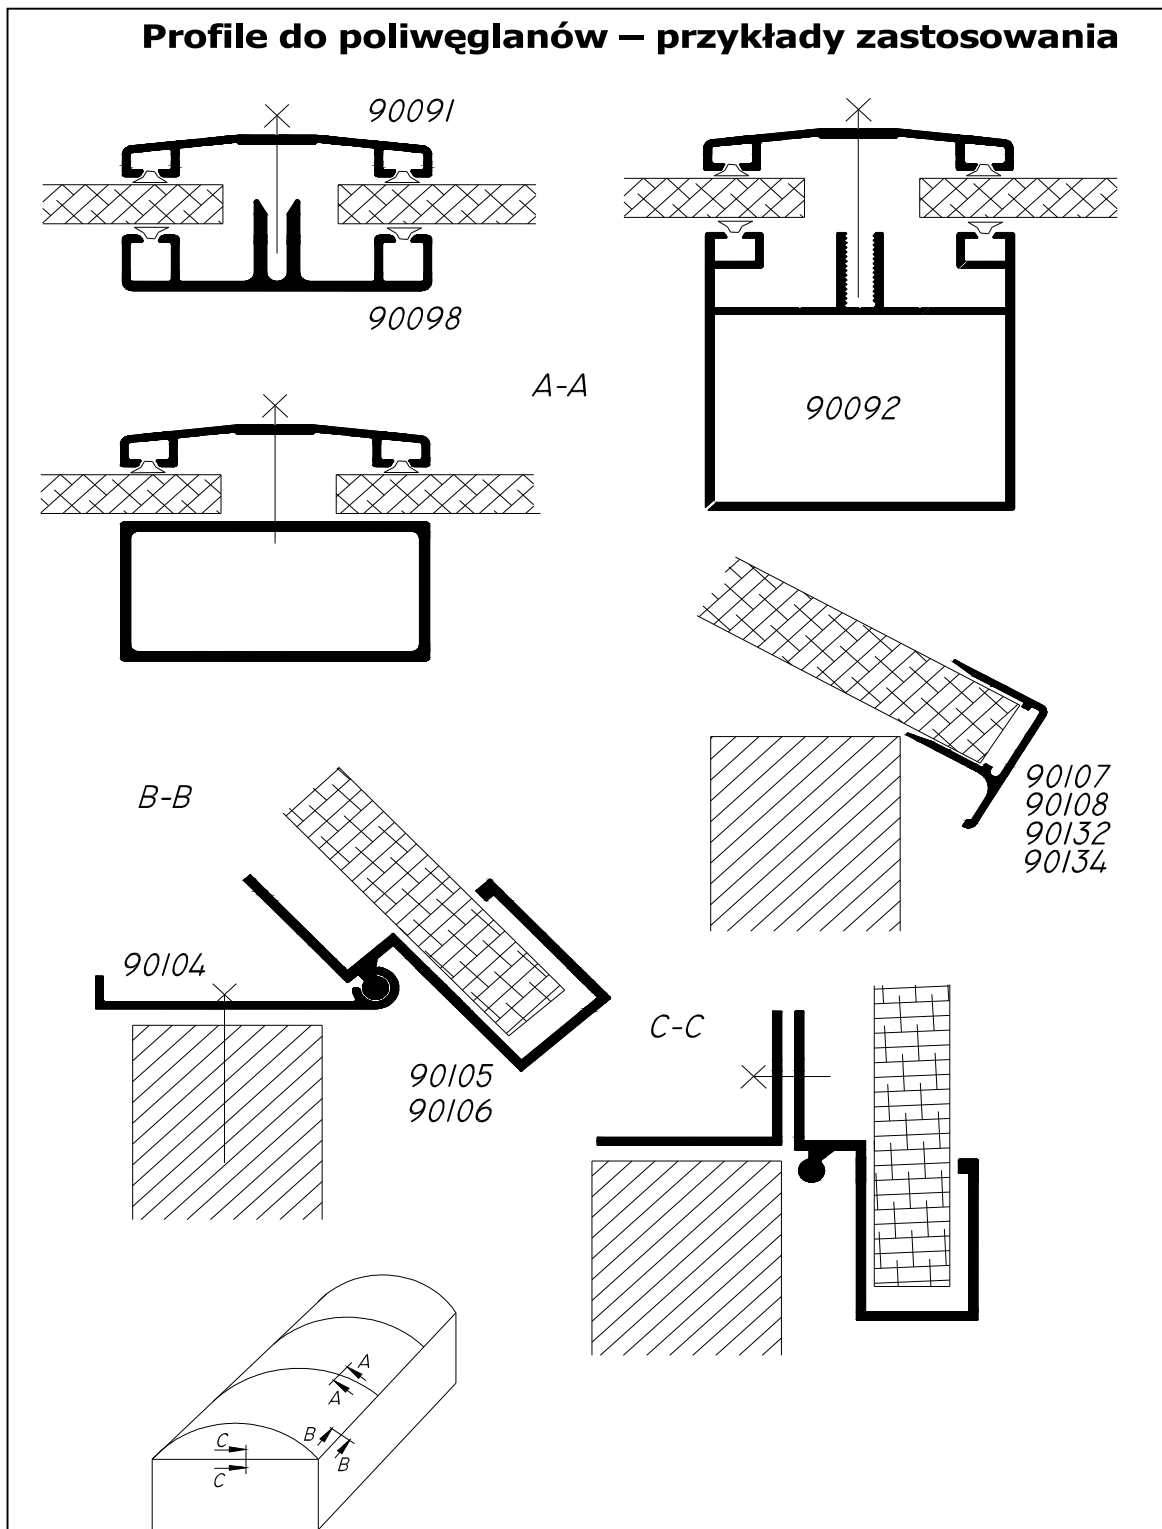 Profile do poliwęglanów – przykłady zastosowania
90091
90098
A-A
90092
90107
90108
90132
90134
B-B
90104
90105
90106
C-C
A
A
B
B
C
C